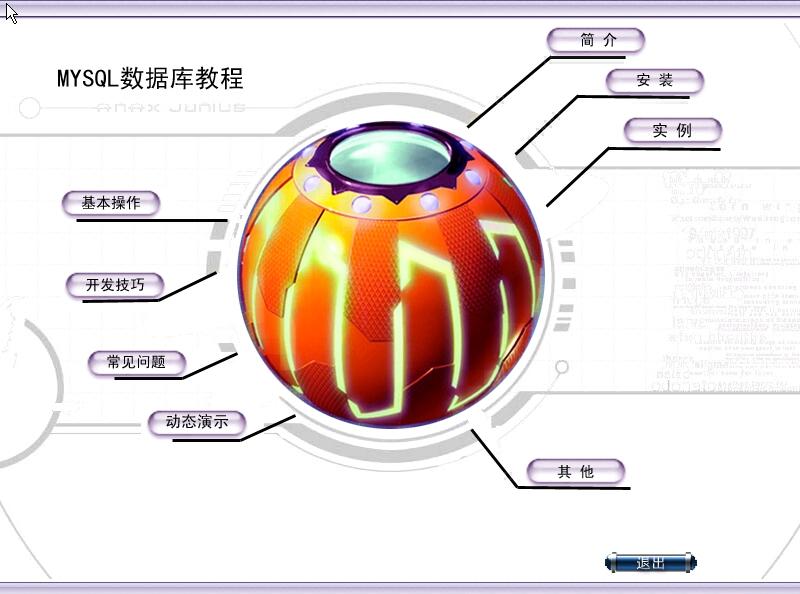 MYSQL数据库教程
简 介
安 装
实 例
基本操作
开发技巧
常见问题
动态演示
其 他
退出